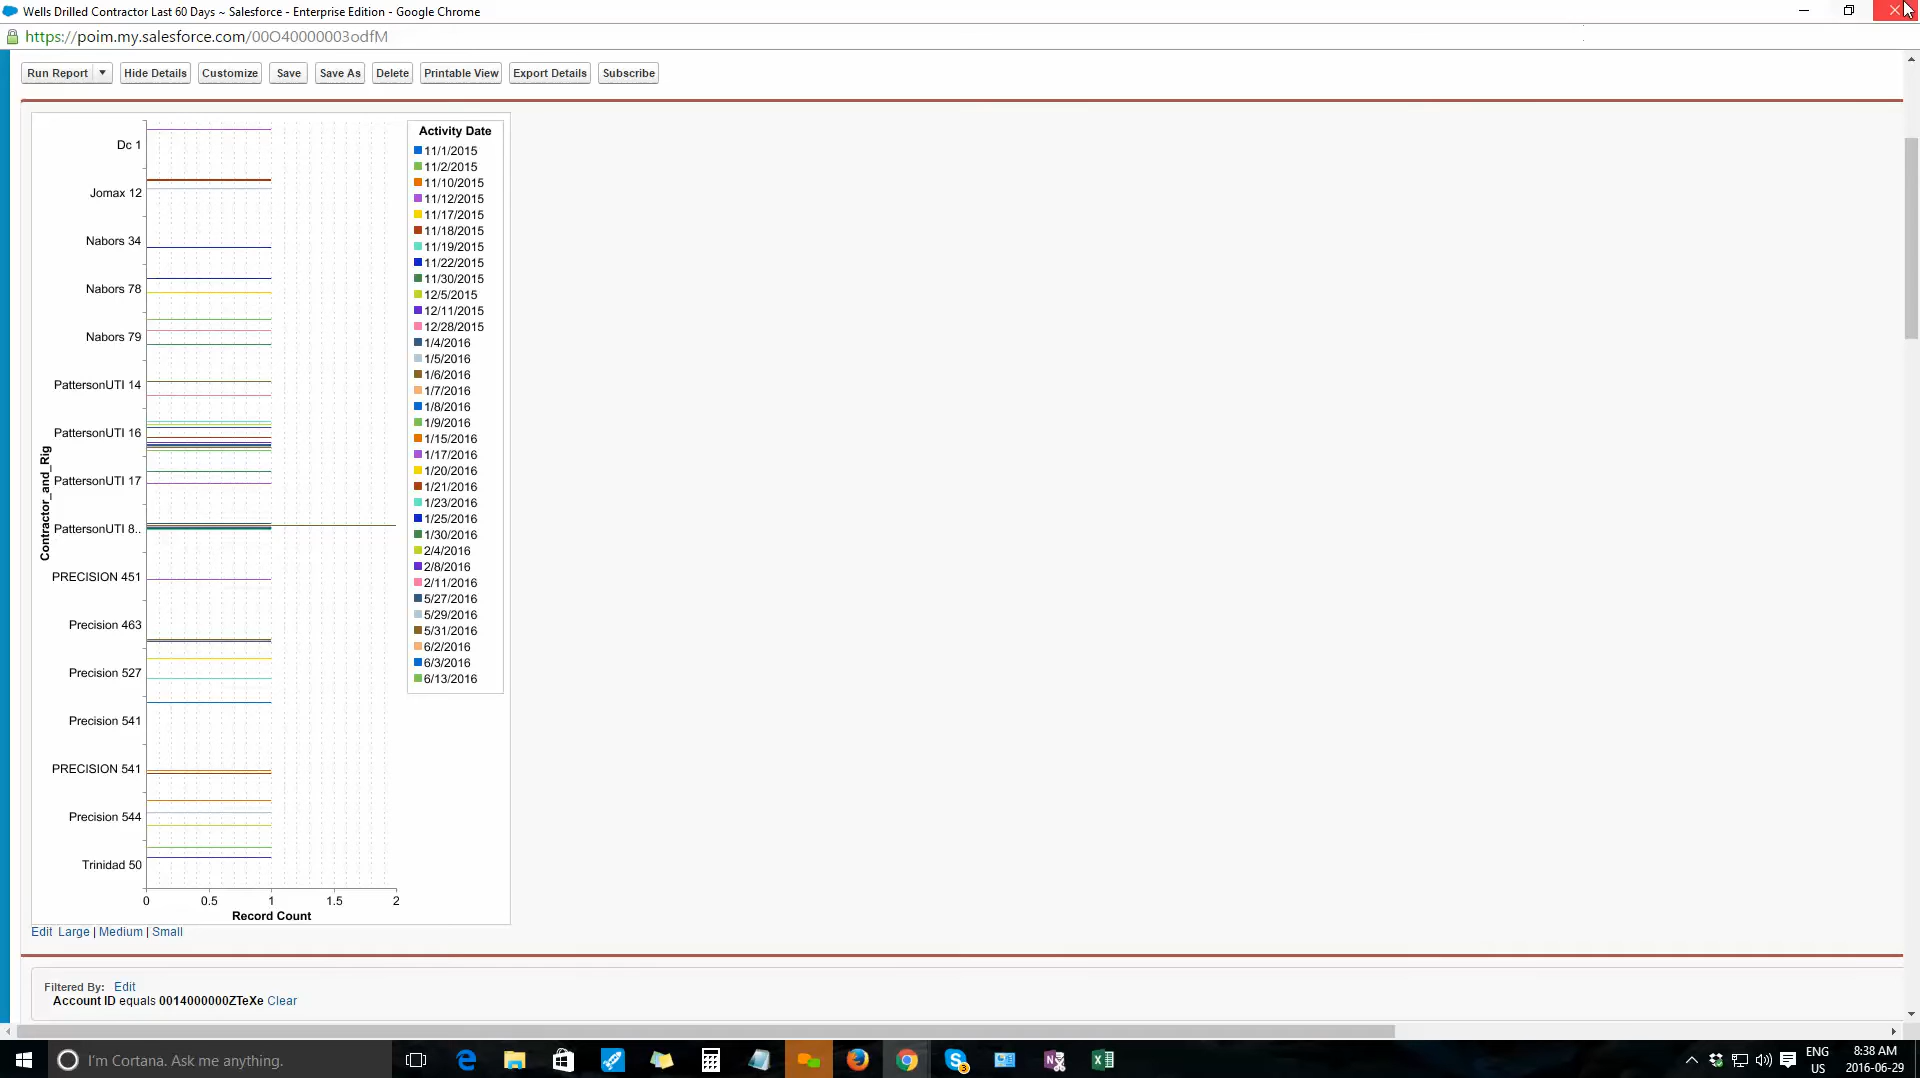 Wells Drilled Contractor Last 60 Days ~ Salesforce - Enterprise Edition - Google Chrome
https://poim.my.salesforce.com/00O40000003odfM
Run Report Hide Details Customize Save Save As Delete Printable View Export Details Subscribe
Contractor_and_Rig
Dc 1
Jomax 12
Nabors 34
Nabors 78
Nabors 79
PattersonUTI 14
PattersonUTI 16
PattersonUTI 17
PattersonUTI 8..
PRECISION 451
Precision 463
Precision 527
Precision 541
PRECISION 541
Precision 544
Trinidad 50
0 0.5 1 1.5 2
Record Count
Activity Date
11/1/2015
11/2/2015
11/10/2015
11/12/2015
11/17/2015
11/18/2015
11/19/2015
11/22/2015
11/30/2015
12/5/2015
12/11/2015
12/28/2015
1/4/2016
1/5/2016
1/6/2016
1/7/2016
1/8/2016
1/9/2016
1/15/2016
1/17/2016
1/20/2016
1/21/2016
1/23/2016
1/25/2016
1/30/2016
2/4/2016
2/8/2016
2/11/2016
5/27/2016
5/29/2016
5/31/2016
6/2/2016
6/3/2016
6/13/2016
Edit Large | Medium | Small
Filtered By: Edit
Account ID equals 0014000000ZTeXe Clear
I'm Cortana. Ask me anything.
3
ENG
US
8:38 AM
2016-06-29